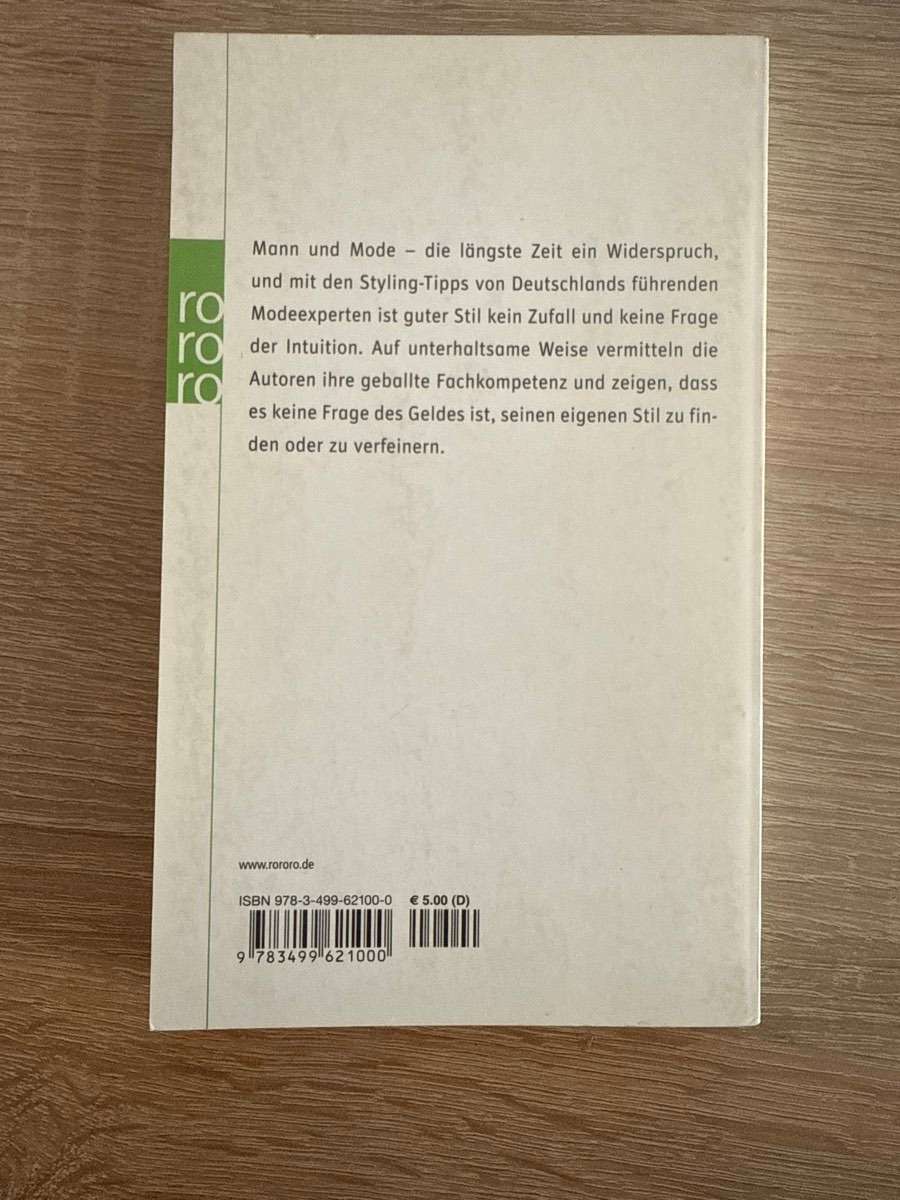 Mann und Mode – die längste Zeit ein Widerspruch,
und mit den Styling-Tipps von Deutschlands führenden
Modeexperten ist guter Stil kein Zufall und keine Frage
der Intuition. Auf unterhaltsame Weise vermitteln die
Autoren ihre geballte Fachkompetenz und zeigen, dass
es keine Frage des Geldes ist, seinen eigenen Stil zu fin-
den oder zu verfeinern.
ro
ro
ro
www.rororo.de
ISBN 978-3-499-62100-0 € 5.00 (D)
9 783499 621000